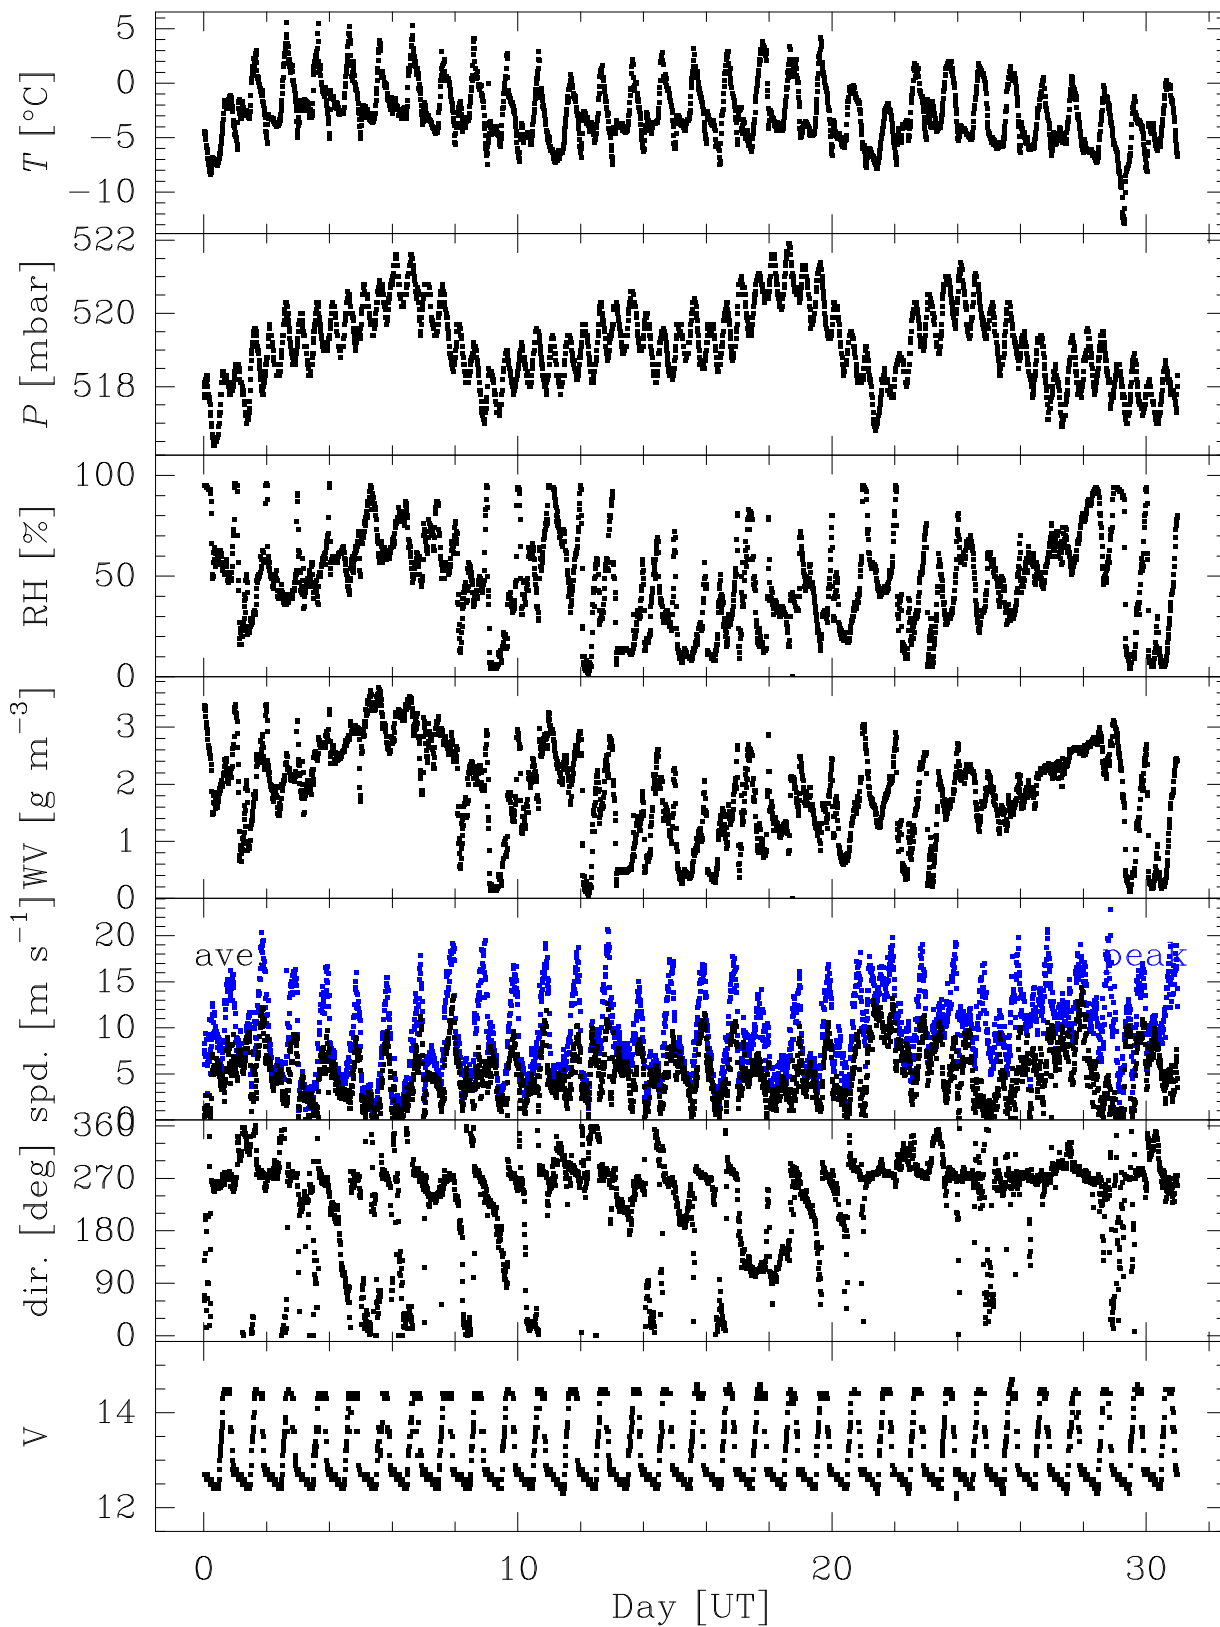 T [°C]
5
0
−5
−10
P [mbar]
522
520
518
RH [%]
100
50
0
WV [g m−3]
3
2
1
0
spd. [m s−1]
20
15
10
5
0
ave
peak
dir. [deg]
360
270
180
90
0
V
14
12
0 10 20 30
Day [UT]